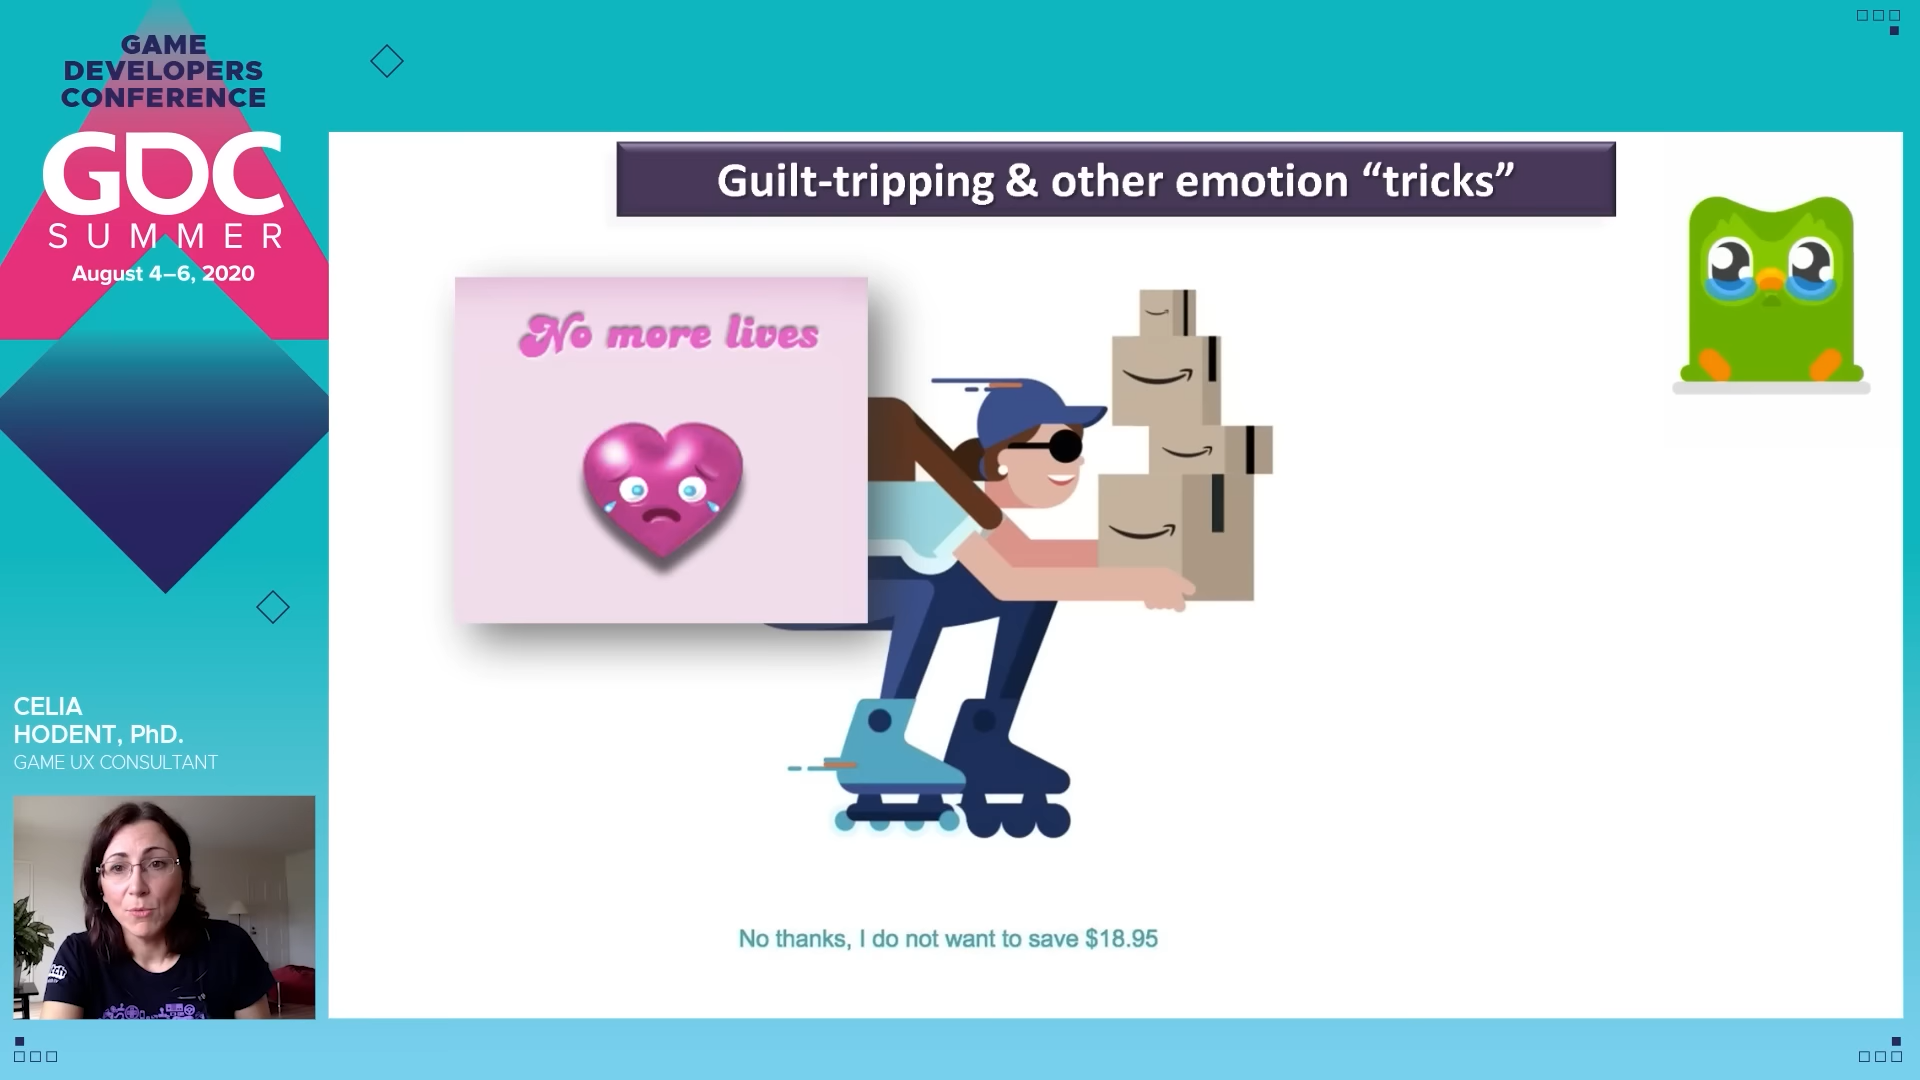 GAME
DEVELOPERS
CONFERENCE
GDC
SUMMER
August 4–6, 2020
CELIA
HODENT, PhD.
GAME UX CONSULTANT
Guilt-tripping & other emotion “tricks”
No more lives
No thanks, I do not want to save $18.95